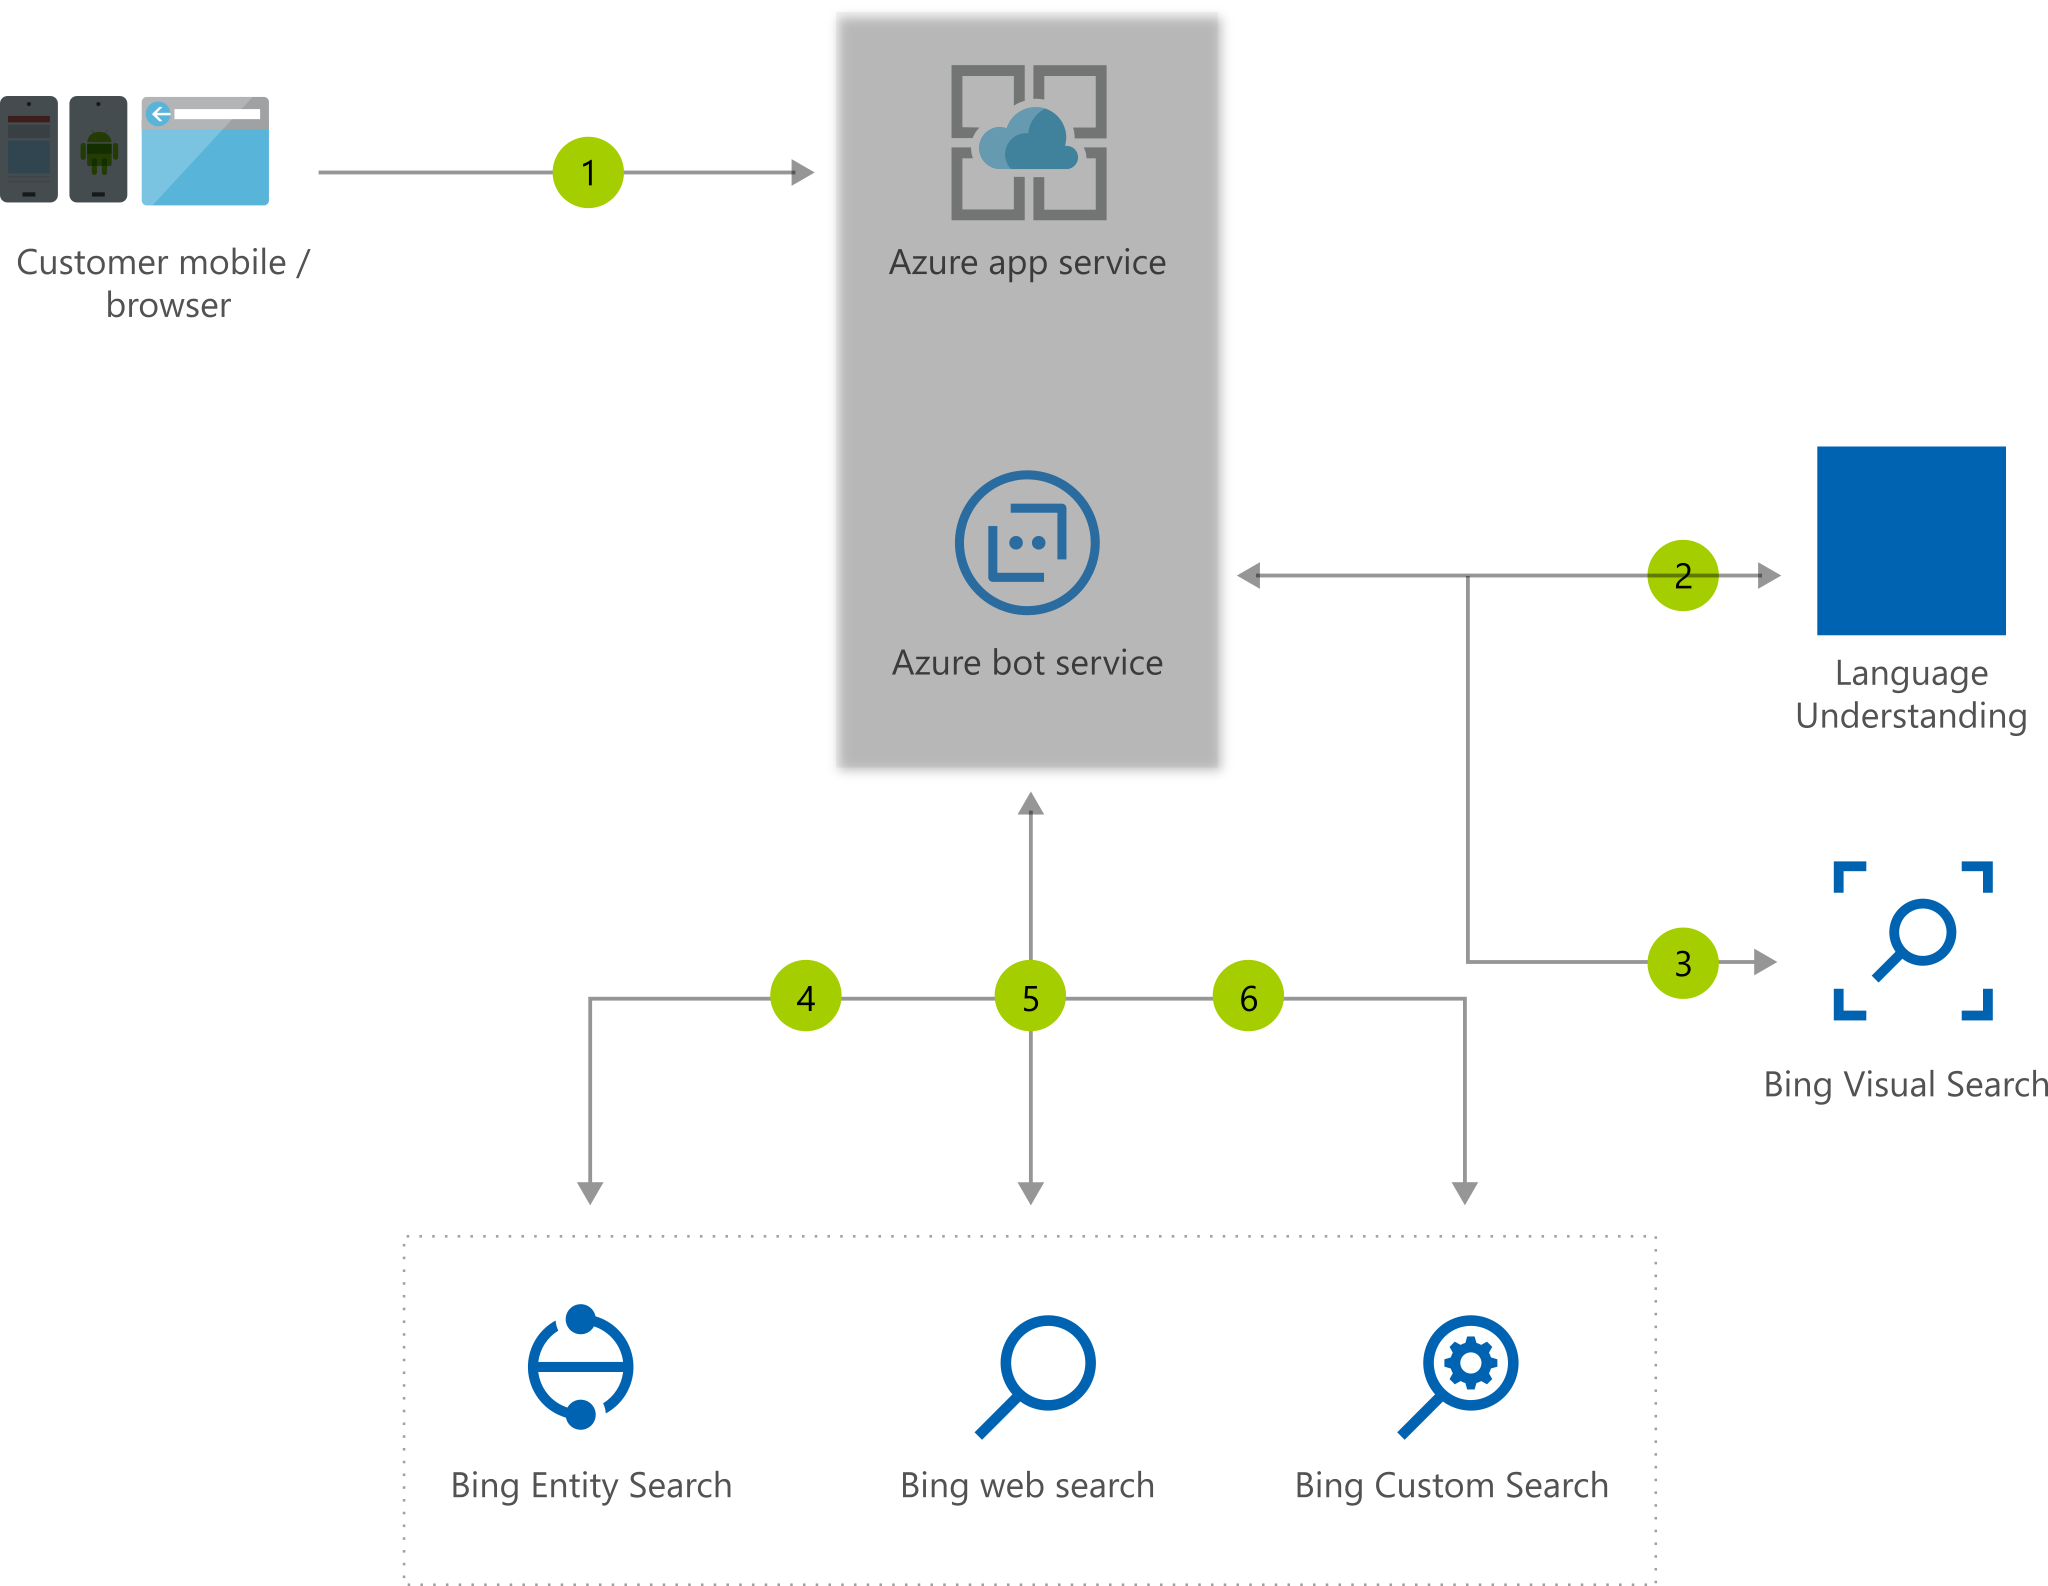 1
Customer mobile /
browser
Azure app service
Azure bot service
2
Language
Understanding
3
Bing Visual Search
4
5
6
Bing Entity Search
Bing web search
Bing Custom Search